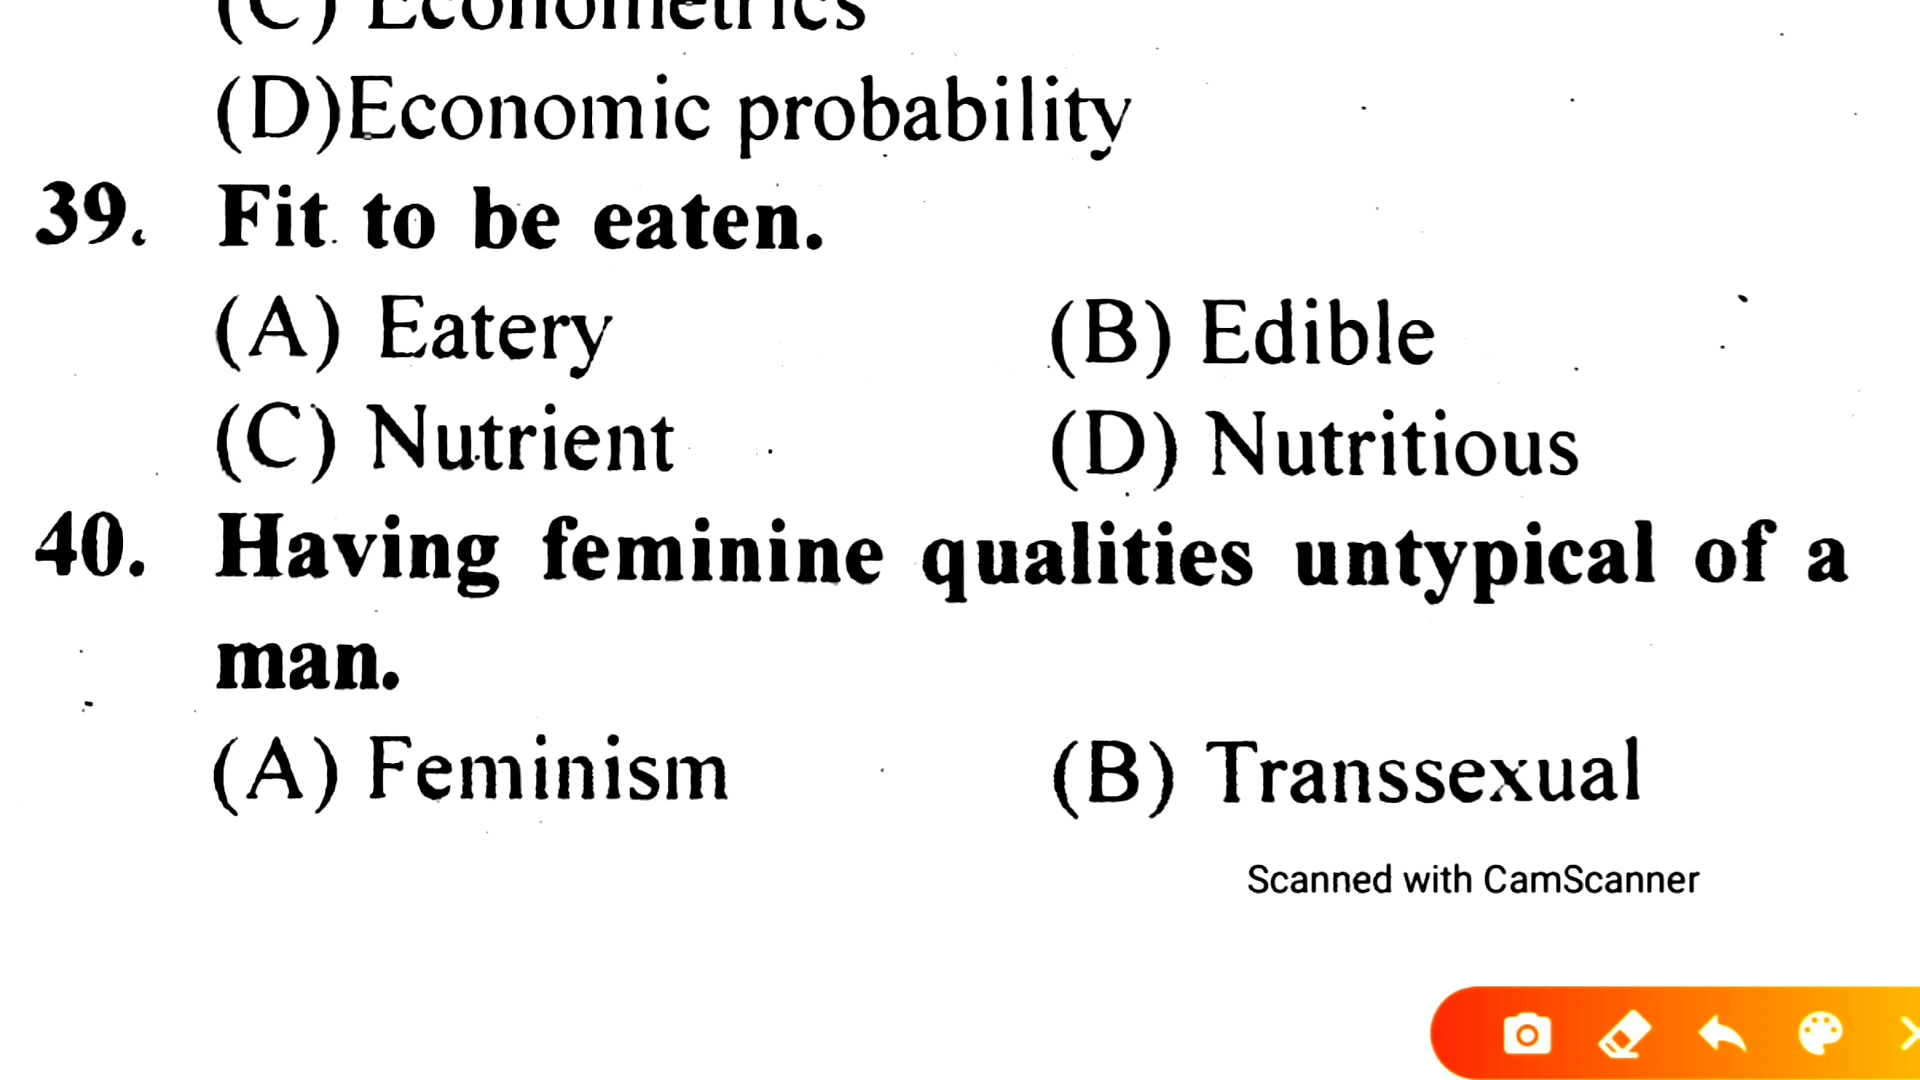 (C) Econometrics
(D)Economic probability
39. Fit to be eaten.
(A) Eatery (B) Edible
(C) Nutrient (D) Nutritious
40. Having feminine qualities untypical of a
man.
(A) Feminism (B) Transsexual
Scanned with CamScanner